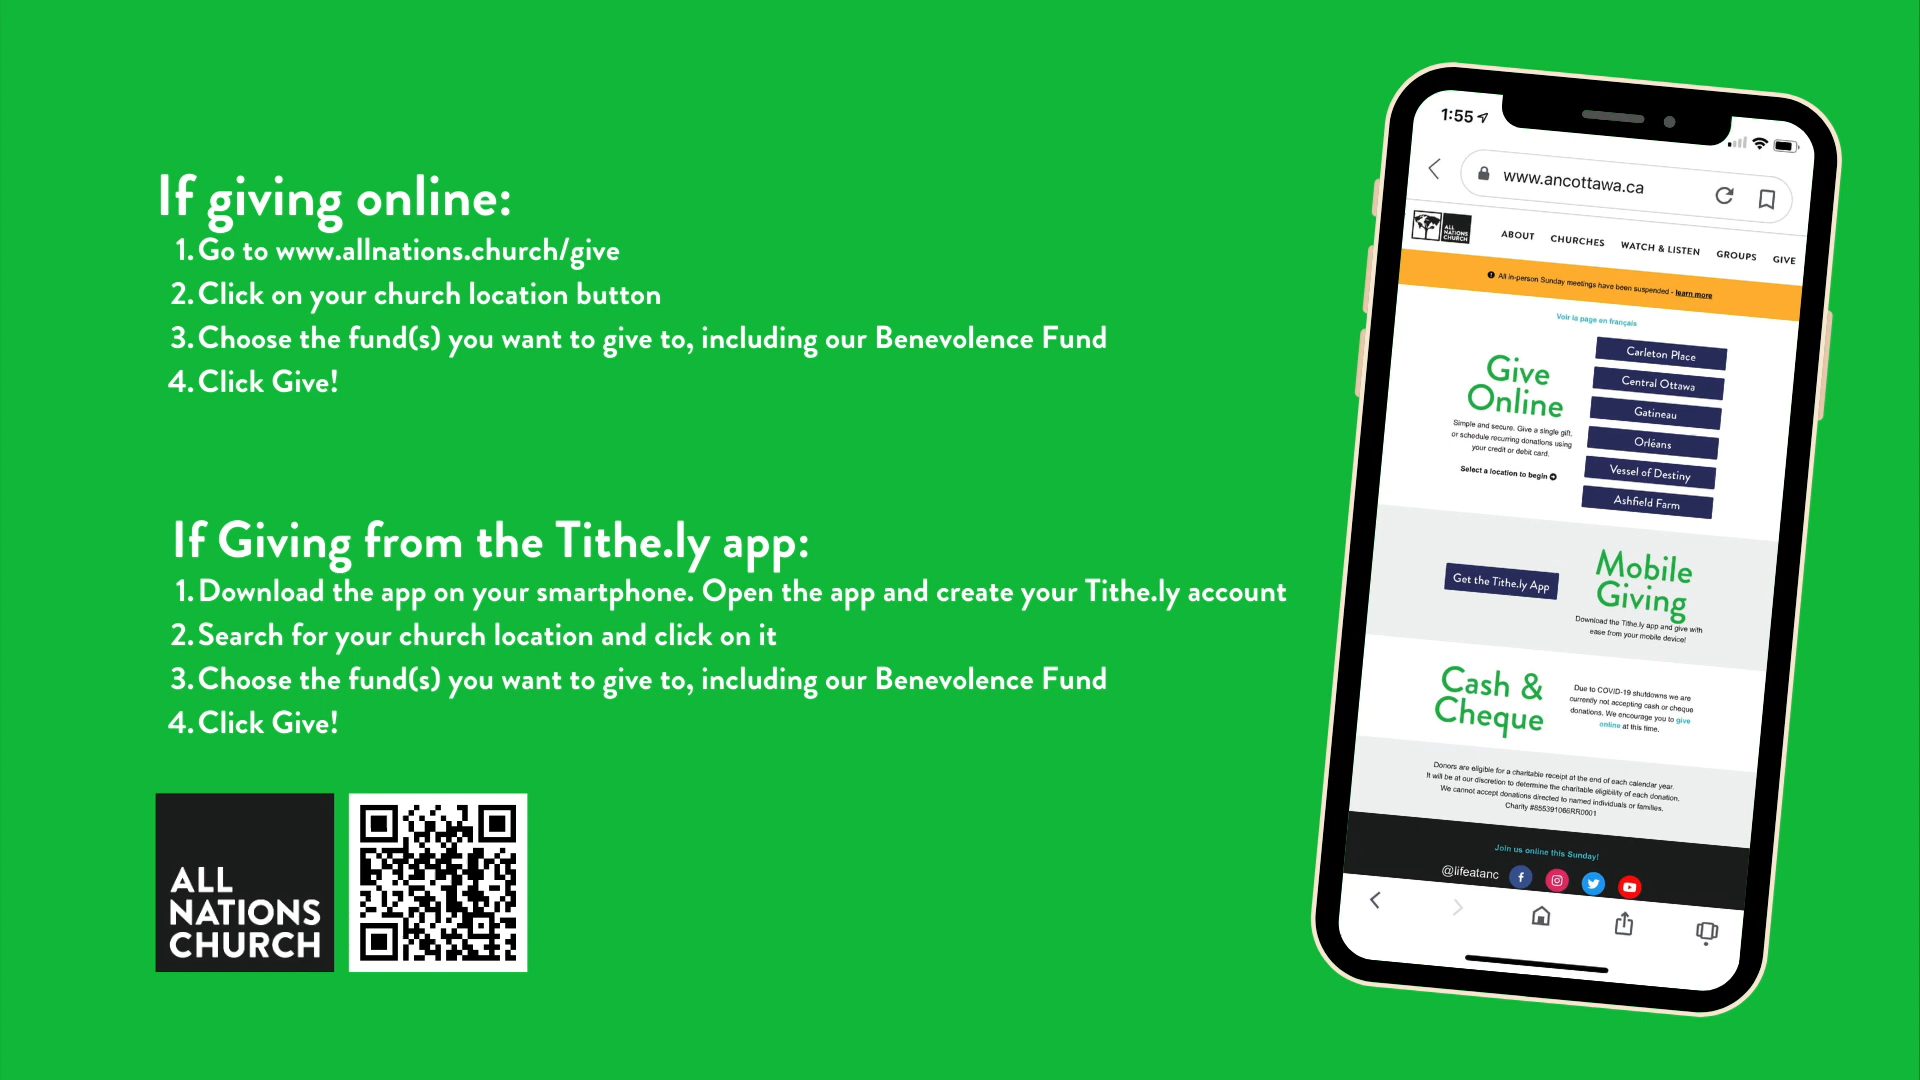 If giving online:
1. Go to www.allnations.church/give
2. Click on your church location button
3. Choose the fund(s) you want to give to, including our Benevolence Fund
4. Click Give!
If Giving from the Tithe.ly app:
1. Download the app on your smartphone. Open the app and create your Tithe.ly account
2. Search for your church location and click on it
3. Choose the fund(s) you want to give to, including our Benevolence Fund
4. Click Give!
ALL
NATIONS
CHURCH
1:55
www.ancottawa.ca
ALL
NATIONS
CHURCH
ABOUT CHURCHES WATCH & LISTEN GROUPS GIVE
All in-person Sunday meetings have been suspended - learn more
Voir la page en français
Give
Online
Simple and secure. Give a single gift,
or schedule recurring donations using
your credit or debit card.
Select a location to begin
Carleton Place
Central Ottawa
Gatineau
Orléans
Vessel of Destiny
Ashfield Farm
Get the Tithe.ly App
Mobile
Giving
Download the Tithe.ly app and give with
ease from your mobile device!
Cash &
Cheque
Due to COVID-19 shutdowns we are
currently not accepting cash or cheque
donations. We encourage you to give
online at this time.
Donors are eligible for a charitable receipt at the end of each calendar year.
It will be at our discretion to determine the charitable eligibility of each donation.
We cannot accept donations directed to named individuals or families.
Charity #855391066RR0001
Join us online this Sunday!
@lifeatanc